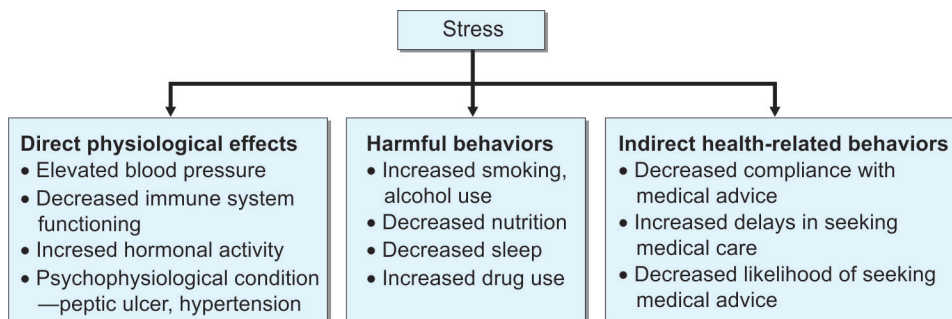 Stress
Direct physiological effects
• Elevated blood pressure
• Decreased immune system
functioning
• Incresed hormonal activity
• Psychophysiological condition
—peptic ulcer, hypertension
Harmful behaviors
• Increased smoking,
alcohol use
• Decreased nutrition
• Decreased sleep
• Increased drug use
Indirect health-related behaviors
• Decreased compliance with
medical advice
• Increased delays in seeking
medical care
• Decreased likelihood of seeking
medical advice